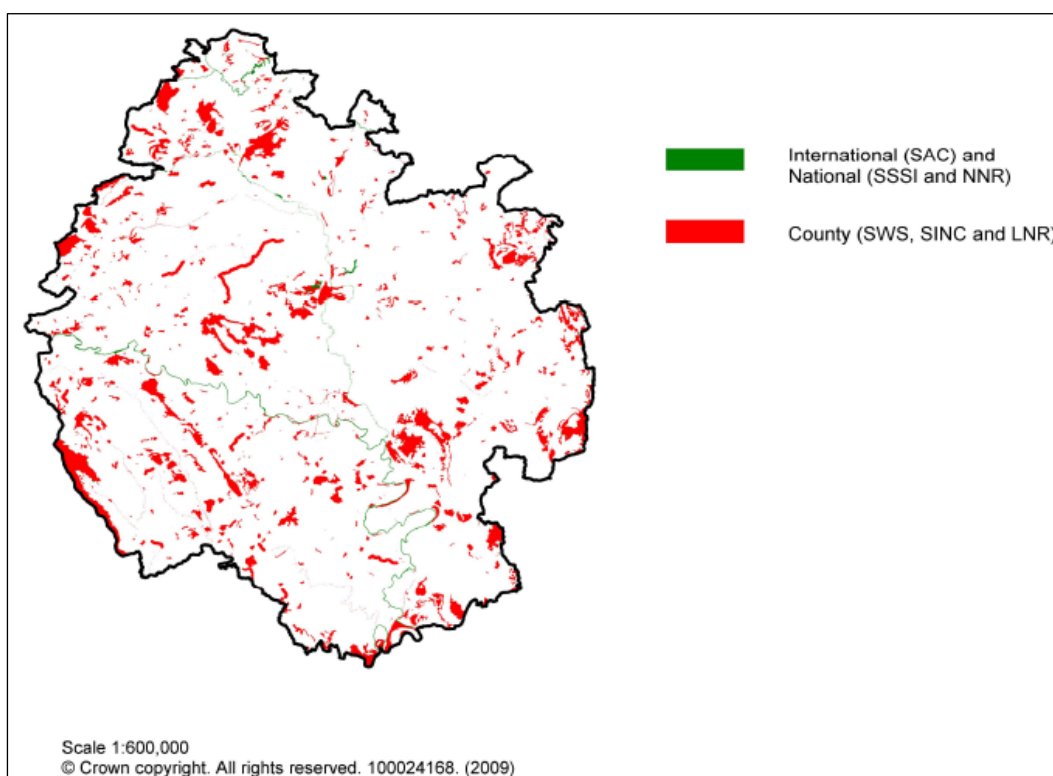 International (SAC) and
National (SSSI and NNR)
County (SWS, SINC and LNR)
Scale 1:600,000
© Crown copyright. All rights reserved. 100024168. (2009)